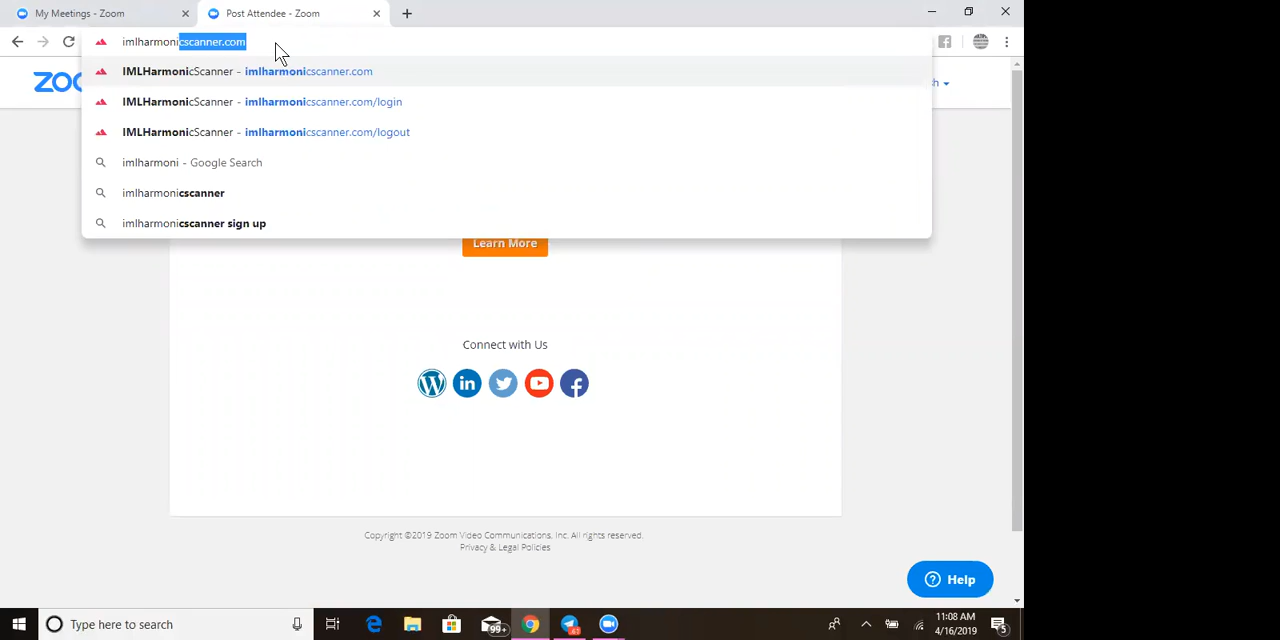 My Meetings - Zoom
Post Attendee - Zoom
imlharmonicscanner.com
IMLHarmonicScanner - imlharmonicscanner.com
IMLHarmonicScanner - imlharmonicscanner.com/login
IMLHarmonicScanner - imlharmonicscanner.com/logout
imlharmoni - Google Search
imlharmonicscanner
imlharmonicscanner sign up
Learn More
Connect with Us
Copyright ©2019 Zoom Video Communications, Inc. All rights reserved.
Privacy & Legal Policies
Help
Type here to search
99+
11:08 AM
4/16/2019
5